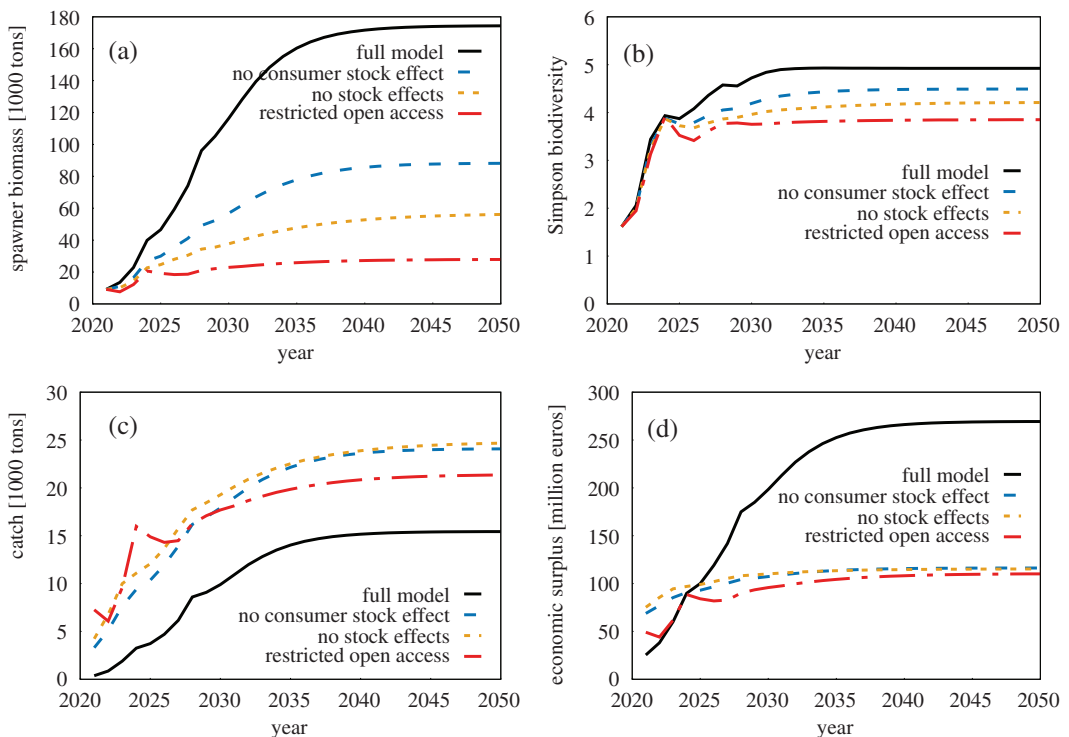 180
160
140
120
100
80
60
40
20
0
spawner biomass [1000 tons]
(a)
full model
no consumer stock effect
no stock effects
restricted open access
2020 2025 2030 2035 2040 2045 2050
year
6
5
4
3
2
1
0
Simpson biodiversity
(b)
full model
no consumer stock effect
no stock effects
restricted open access
2020 2025 2030 2035 2040 2045 2050
year
30
25
20
15
10
5
0
catch [1000 tons]
(c)
full model
no consumer stock effect
no stock effects
restricted open access
2020 2025 2030 2035 2040 2045 2050
year
300
250
200
150
100
50
0
economic surplus [million euros]
(d)
full model
no consumer stock effect
no stock effects
restricted open access
2020 2025 2030 2035 2040 2045 2050
year